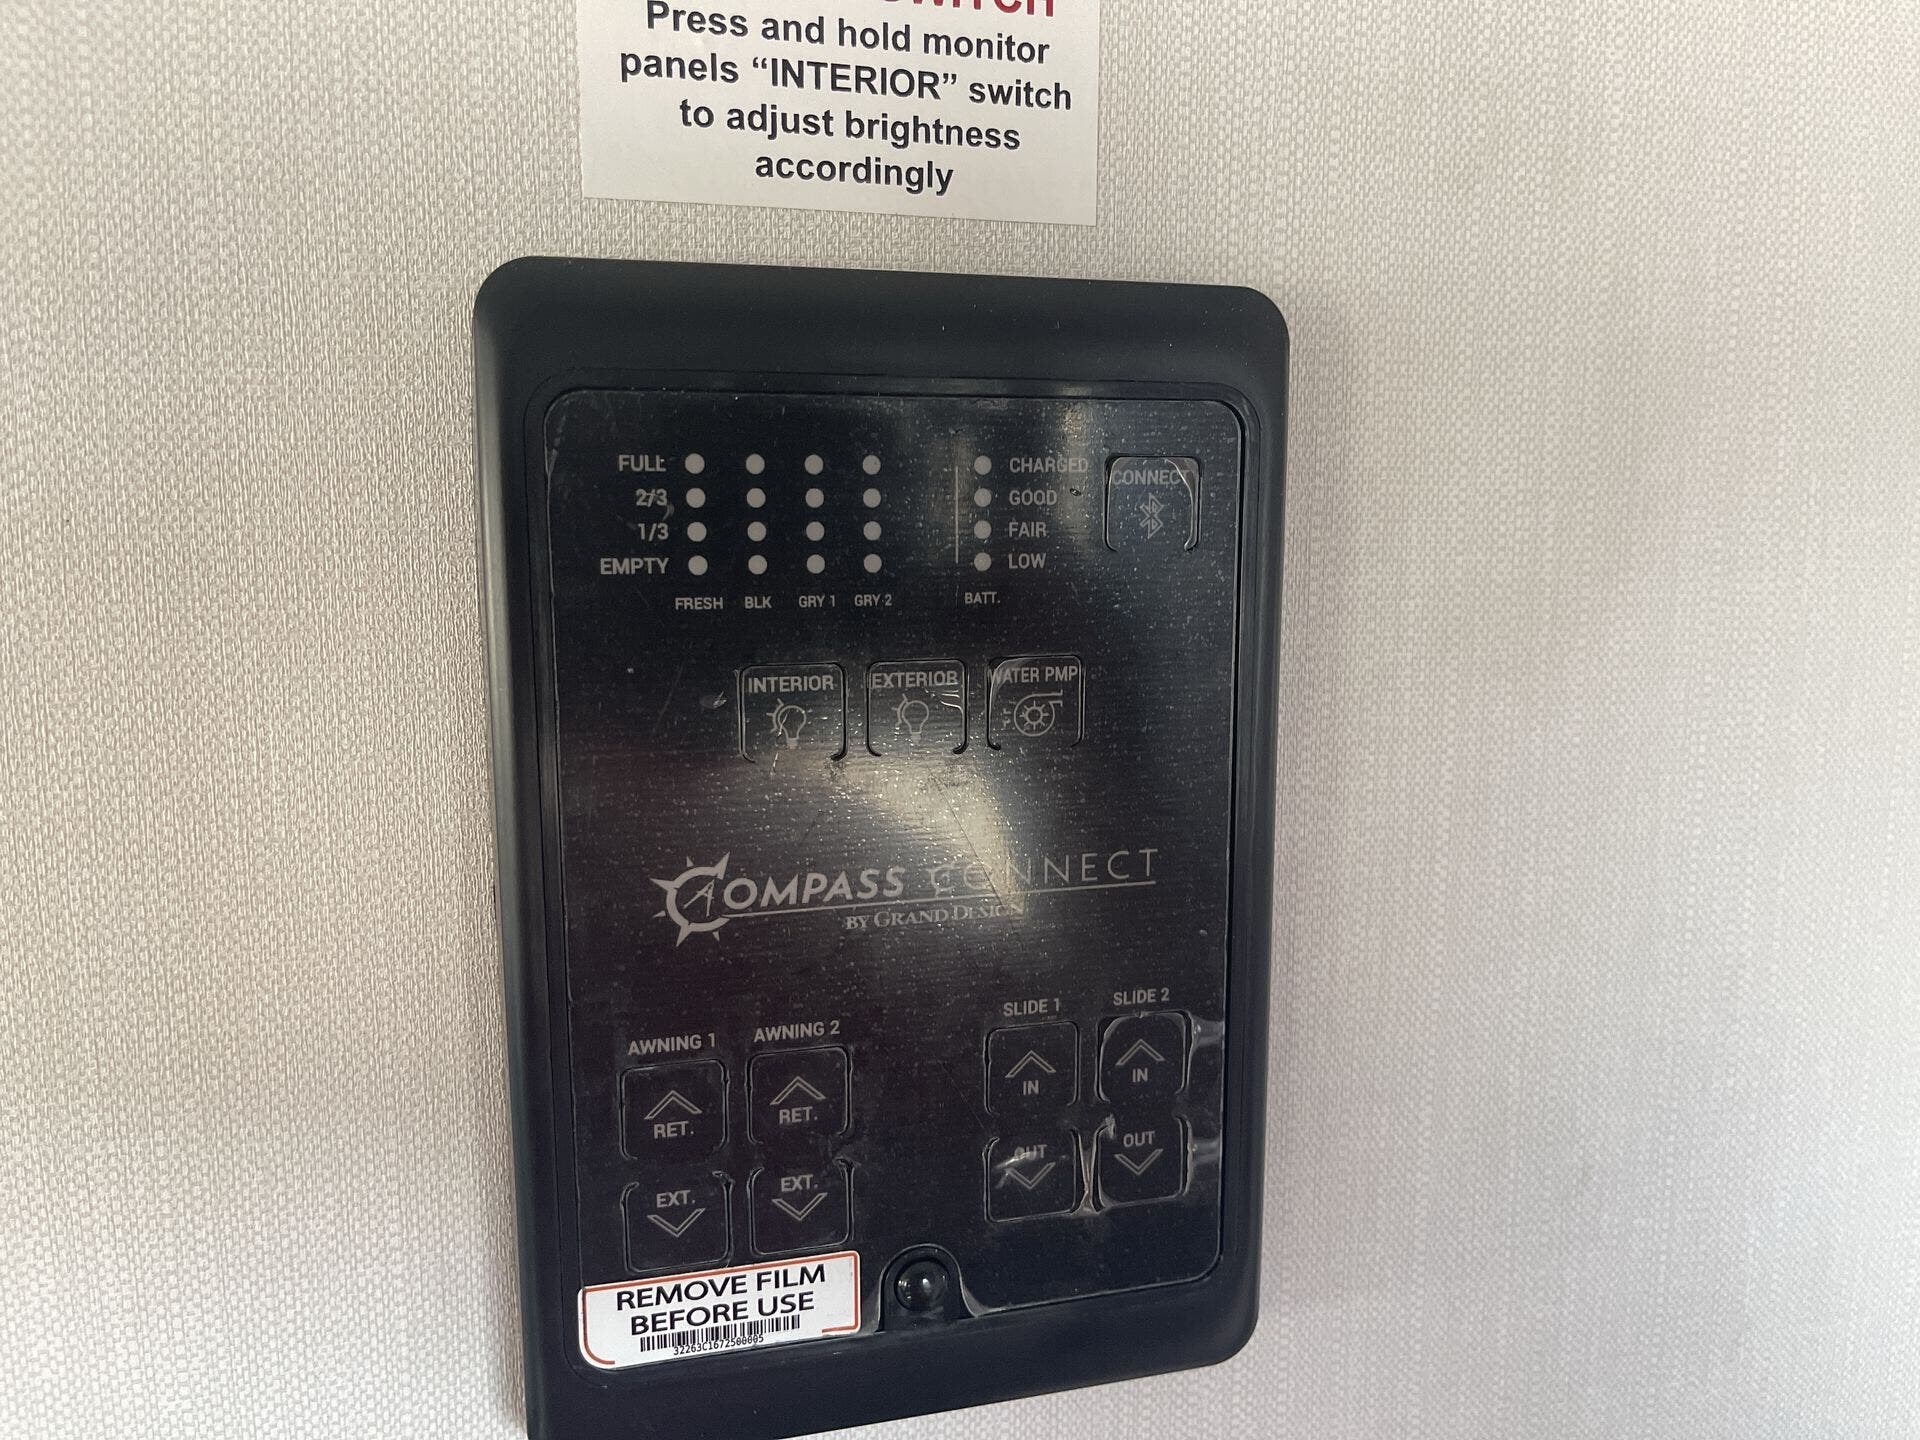 SWITCH
Press and hold monitor
panels “INTERIOR” switch
to adjust brightness
accordingly
FULL
2/3
1/3
EMPTY
FRESH BLK GRY 1 GRY 2
CHARGED
GOOD
FAIR
LOW
BATT.
CONNECT
INTERIOR EXTERIOR WATER PMP
COMPASS CONNECT
BY GRAND DESIGN
AWNING 1 AWNING 2
RET. RET.
EXT. EXT.
SLIDE 1 SLIDE 2
IN IN
OUT OUT
REMOVE FILM
BEFORE USE
32263C1672500005